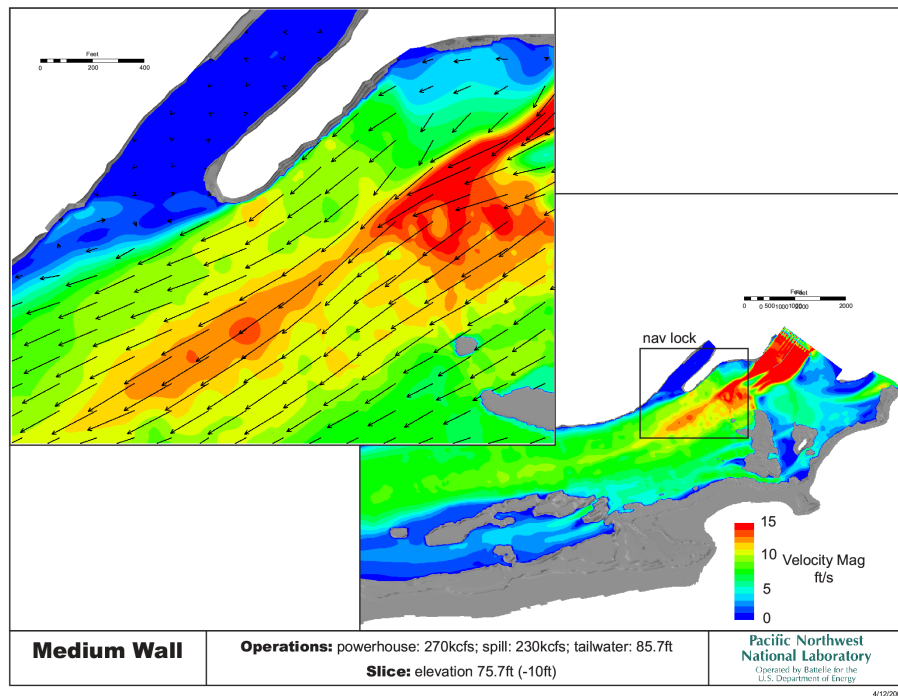 Feet
0 200 400
Feet
0 500 1000 2000
nav lock
15
10
5
0
Velocity Mag
ft/s
Medium Wall
Operations: powerhouse: 270kcfs; spill: 230kcfs; tailwater: 85.7ft
Slice: elevation 75.7ft (-10ft)
Pacific Northwest
National Laboratory
Operated by Battelle for the
U.S. Department of Energy